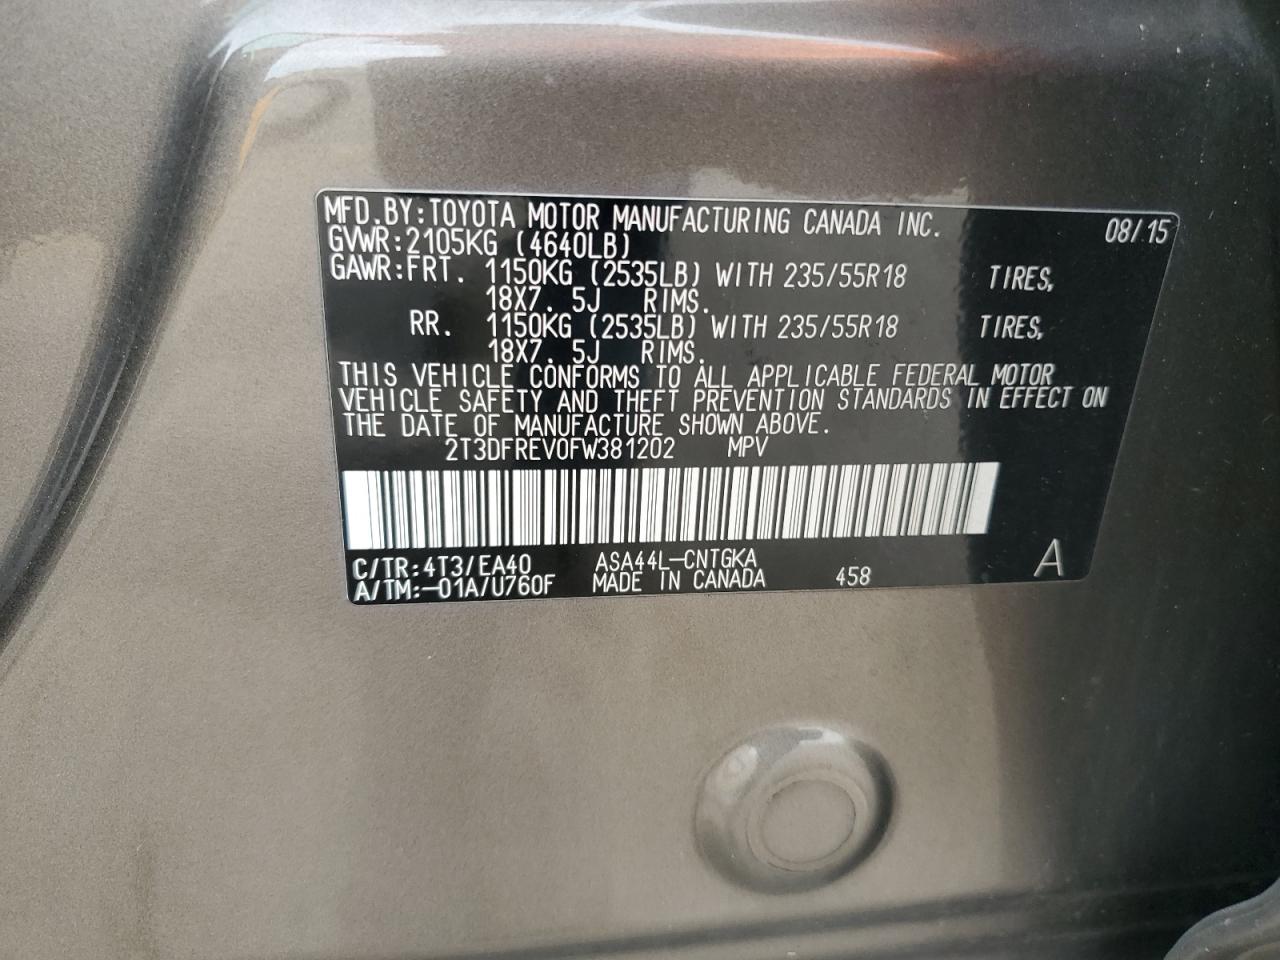 MFD.BY:TOYOTA MOTOR MANUFACTURING CANADA INC. 08/15
GVWR:2105KG (4640LB)
GAWR:FRT. 1150KG (2535LB) WITH 235/55R18 TIRES,
18X7. 5J RIMS.
RR. 1150KG (2535LB) WITH 235/55R18 TIRES,
18X7. 5J RIMS.
THIS VEHICLE CONFORMS TO ALL APPLICABLE FEDERAL MOTOR
VEHICLE SAFETY AND THEFT PREVENTION STANDARDS IN EFFECT ON
THE DATE OF MANUFACTURE SHOWN ABOVE.
2T3DFREV0FW381202 MPV
C/TR:4T3/EA40 ASA44L-CNTGKA
A/TM:-01A/U760F MADE IN CANADA 458 A